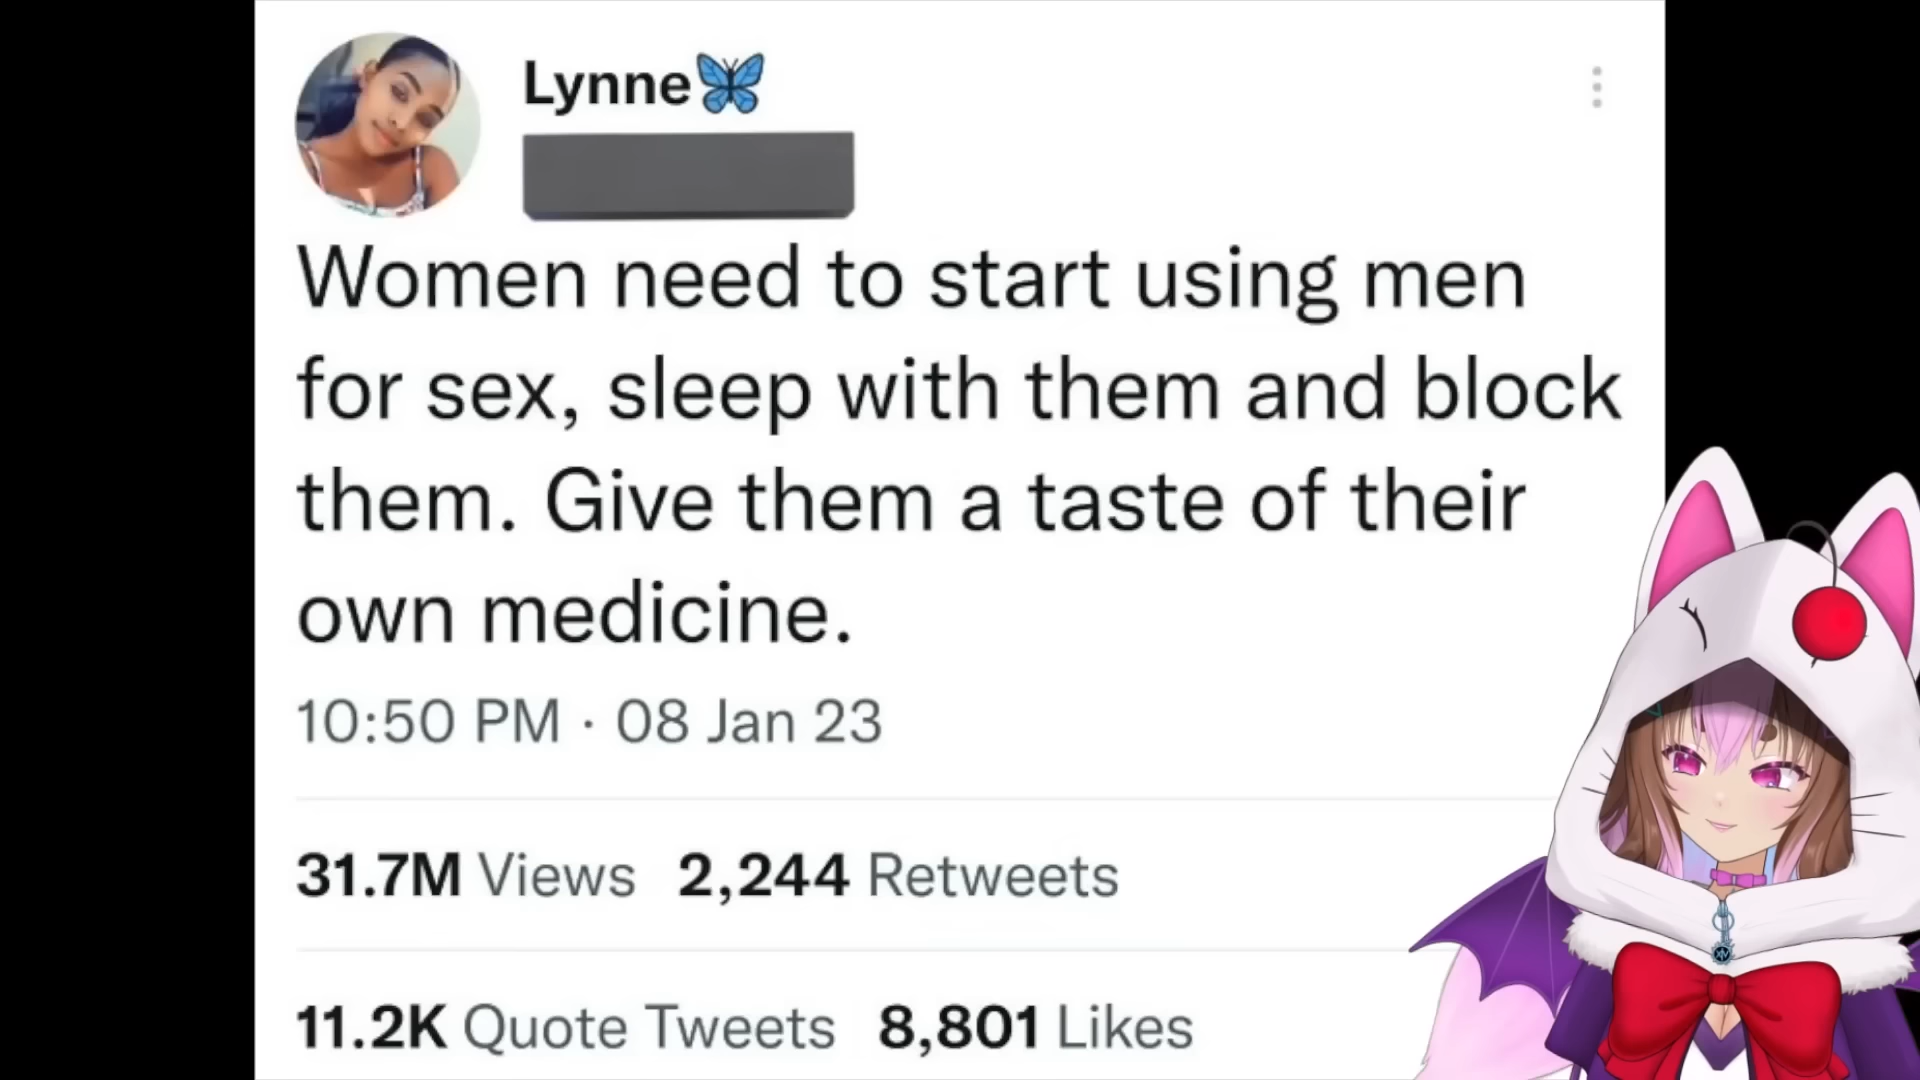 Lynne🦋
Women need to start using men
for sex, sleep with them and block
them. Give them a taste of their
own medicine.
10:50 PM · 08 Jan 23
31.7M Views 2,244 Retweets
11.2K Quote Tweets 8,801 Likes